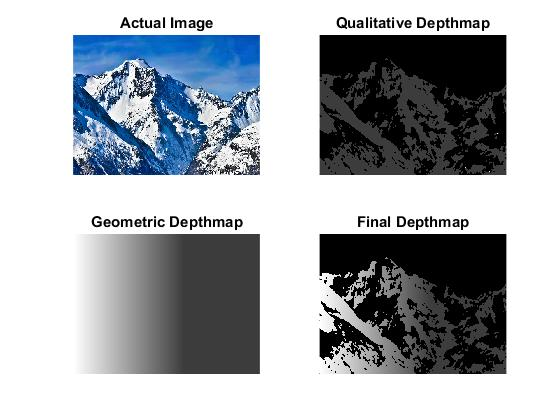 Actual Image
Qualitative Depthmap
Geometric Depthmap
Final Depthmap